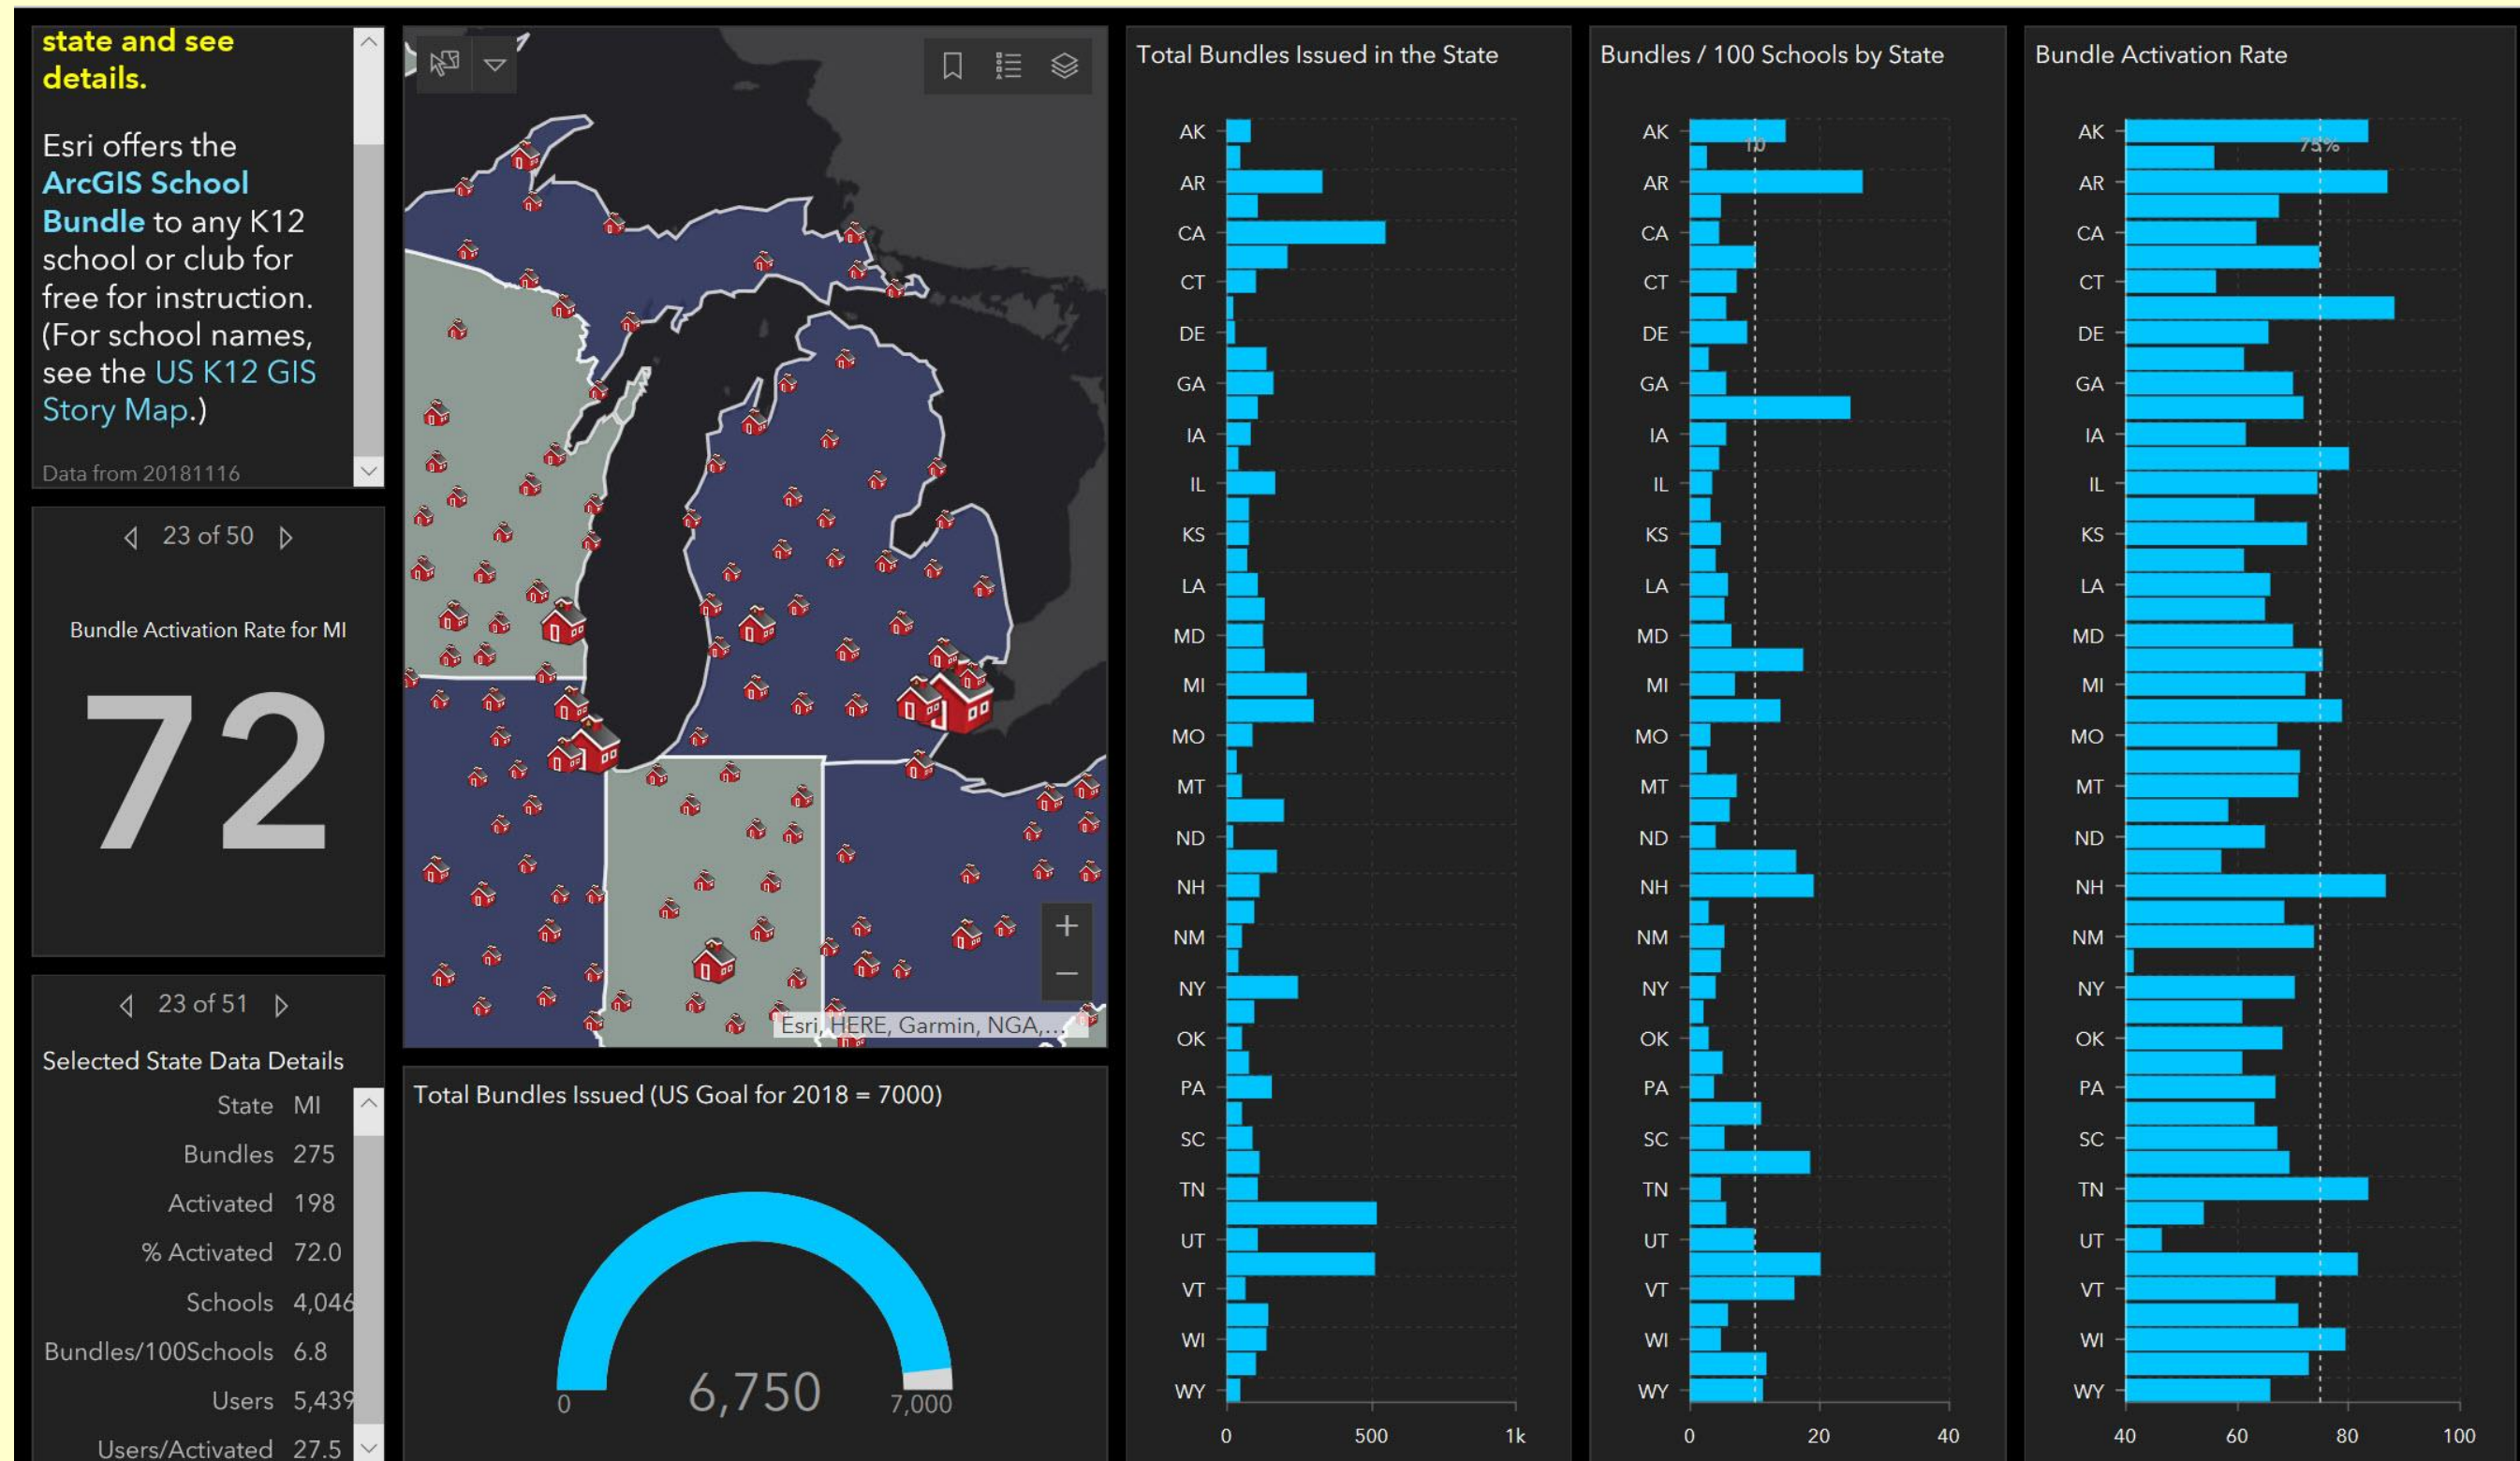 state and see
details.
Esri offers the
ArcGIS School
Bundle to any K12
school or club for
free for instruction.
(For school names,
see the US K12 GIS
Story Map.)
Data from 20181116
23 of 50
Bundle Activation Rate for MI
72
23 of 51
Selected State Data Details
State MI
Bundles 275
Activated 198
% Activated 72.0
Schools 4,046
Bundles/100Schools 6.8
Users 5,439
Users/Activated 27.5
+
−
Esri, HERE, Garmin, NGA,...
Total Bundles Issued (US Goal for 2018 = 7000)
6,750
0
7,000
Total Bundles Issued in the State
AK
AR
CA
CT
DE
GA
IA
IL
KS
LA
MD
MI
MO
MT
ND
NH
NM
NY
OK
PA
SC
TN
UT
VT
WI
WY
0 500 1k
Bundles / 100 Schools by State
10
AK
AR
CA
CT
DE
GA
IA
IL
KS
LA
MD
MI
MO
MT
ND
NH
NM
NY
OK
PA
SC
TN
UT
VT
WI
WY
0 20 40
Bundle Activation Rate
75%
AK
AR
CA
CT
DE
GA
IA
IL
KS
LA
MD
MI
MO
MT
ND
NH
NM
NY
OK
PA
SC
TN
UT
VT
WI
WY
40 60 80 100